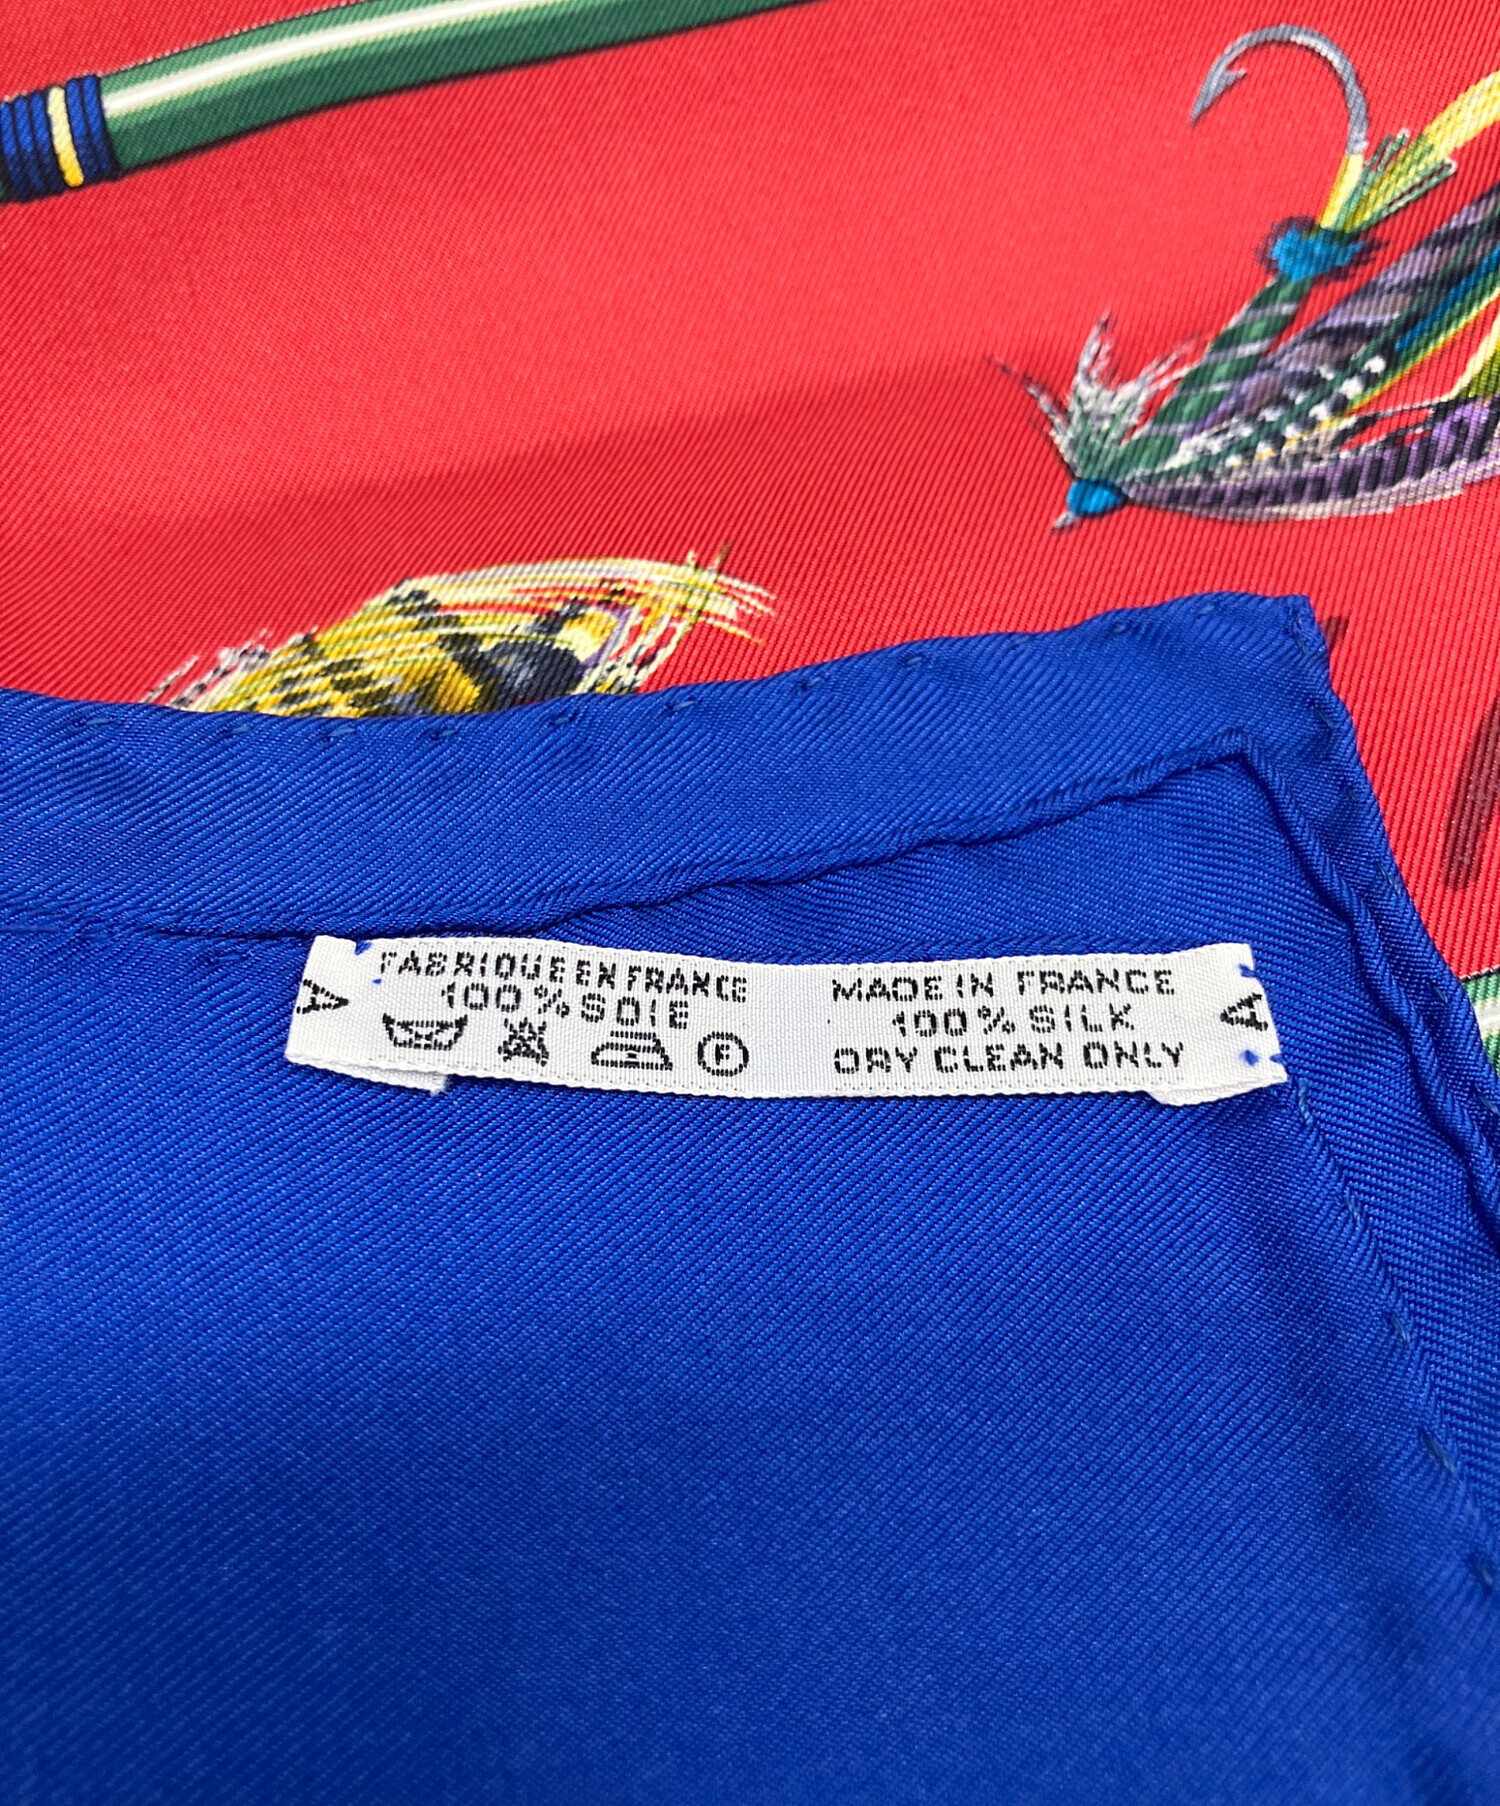 FABRIQUE EN FRANCE
100% SOIE
F
MADE IN FRANCE
100% SILK
DRY CLEAN ONLY
A
A